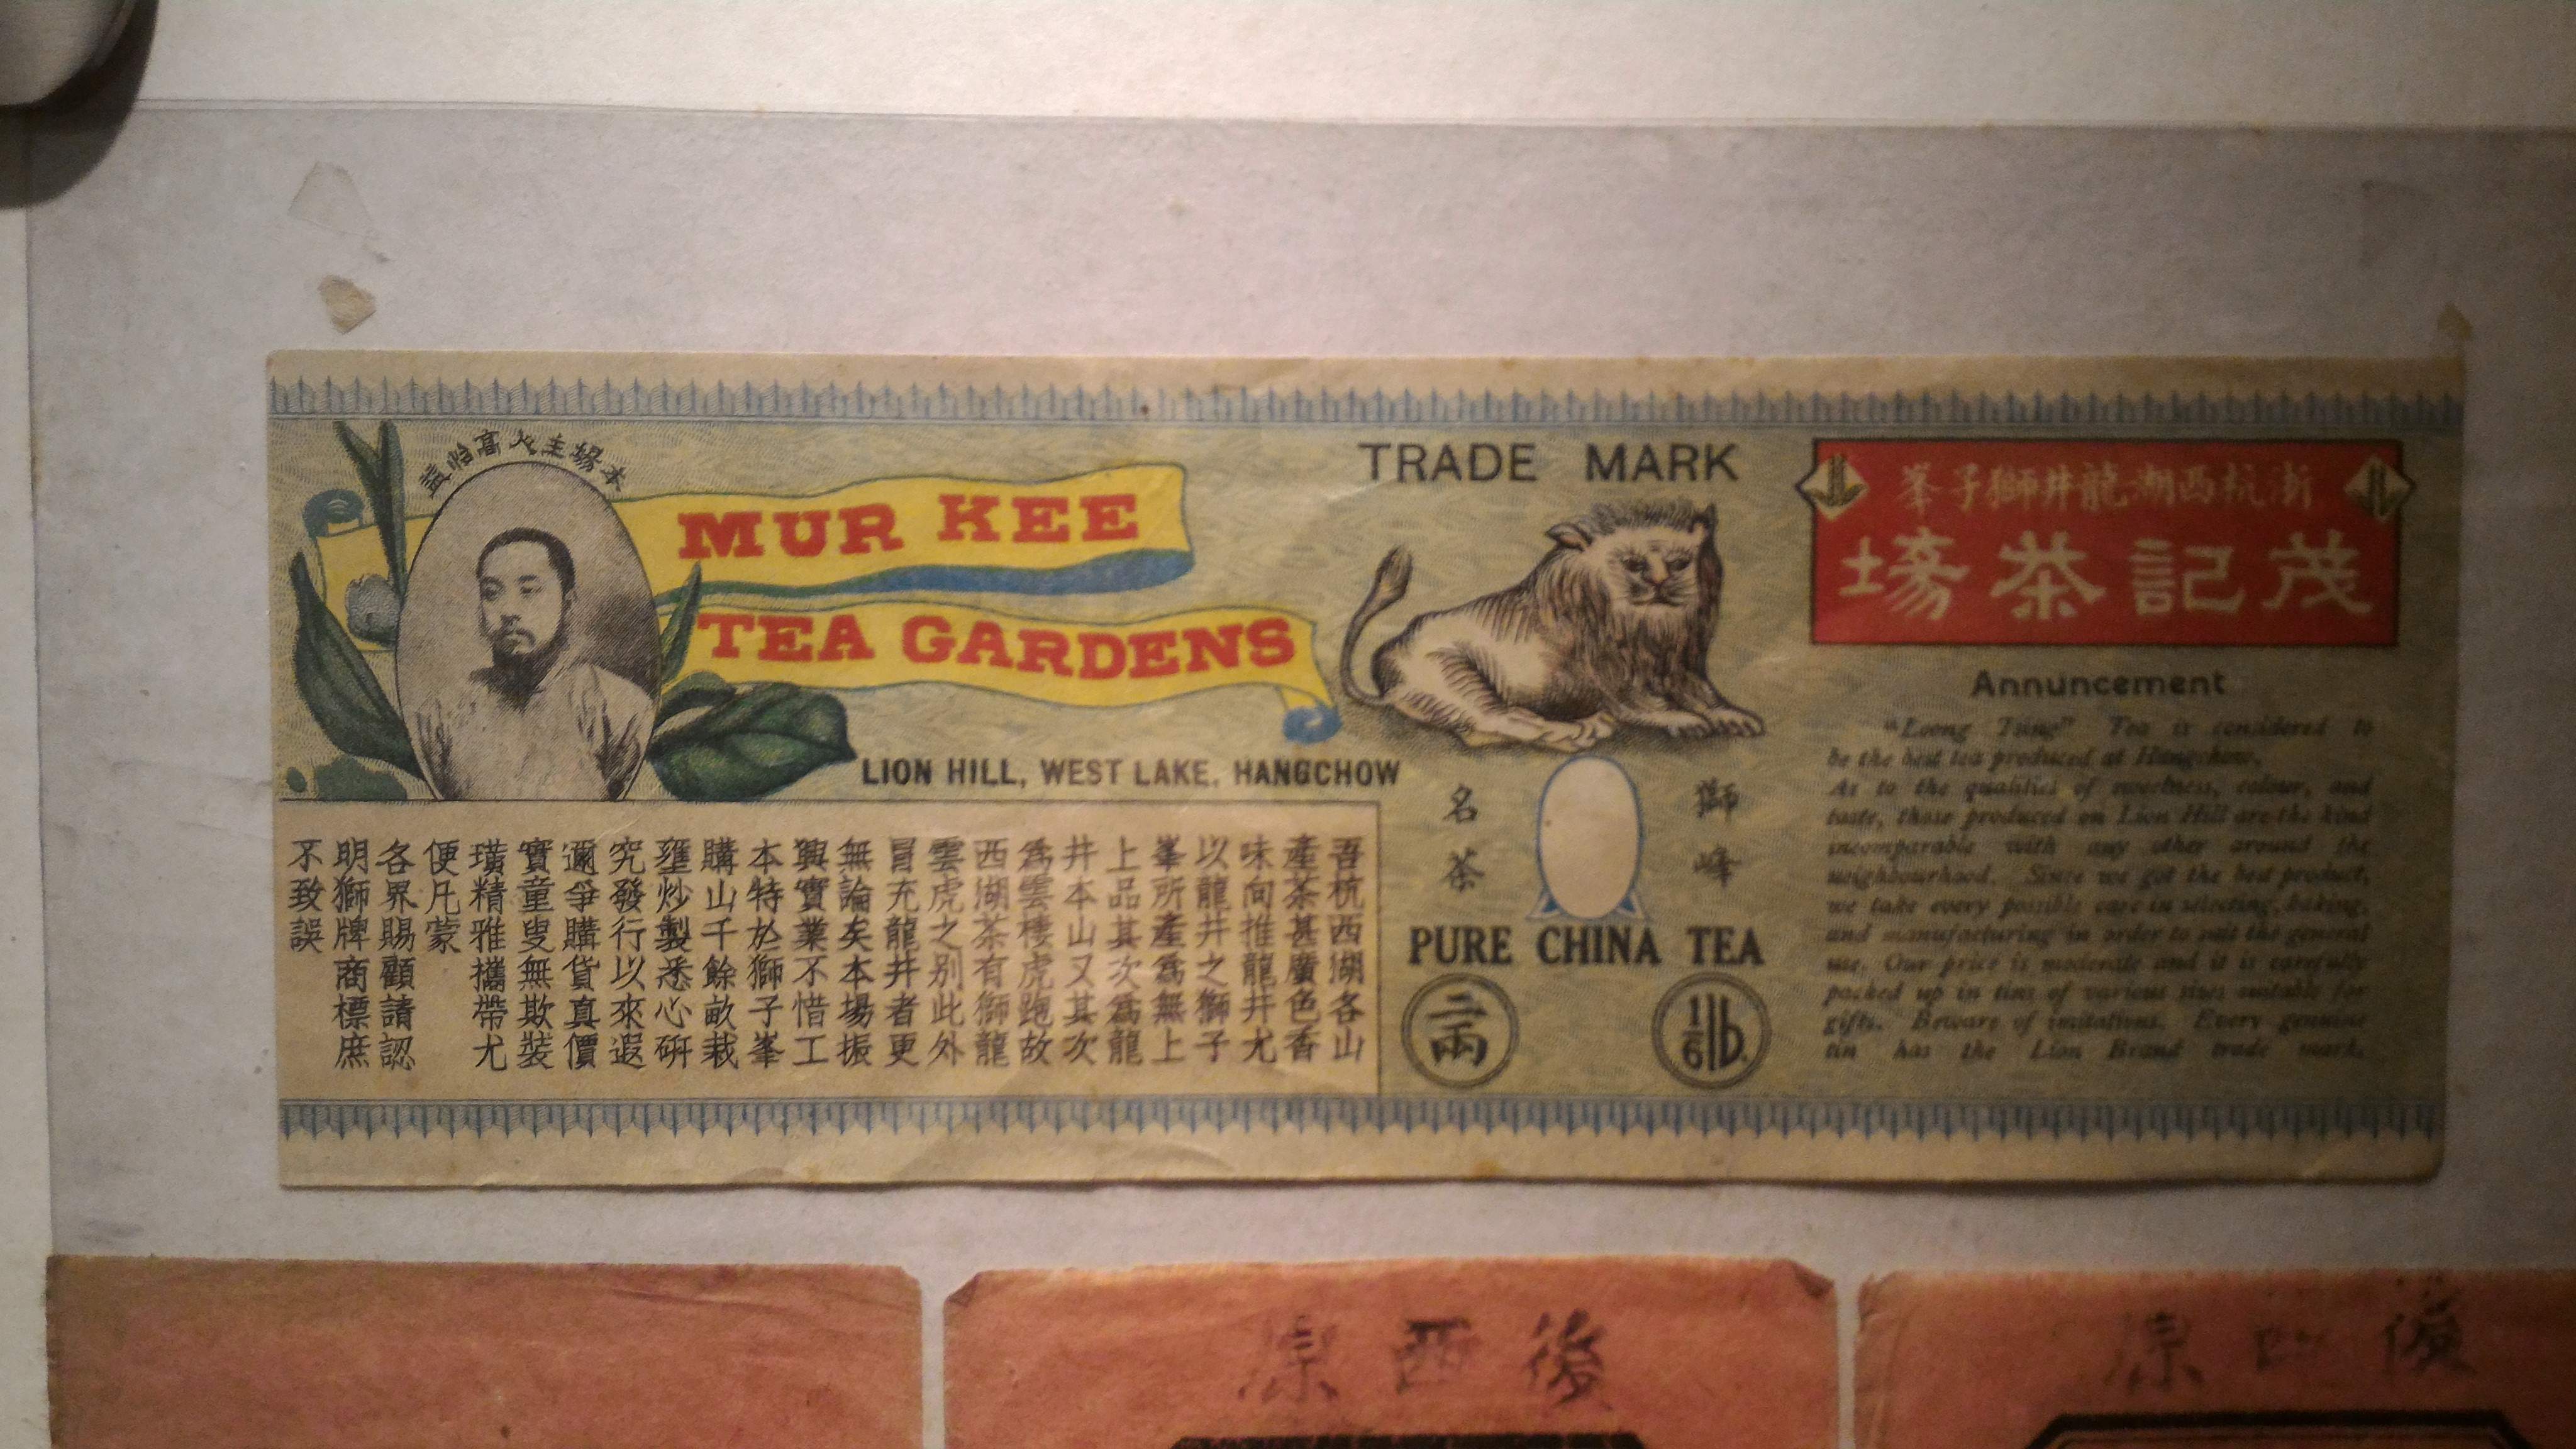 本場主人高怡益
MUR KEE
TEA GARDENS
LION HILL, WEST LAKE, HANGCHOW
吾杭西湖各山
產茶甚廣色香
味向推龍井尤
以龍井之獅子
峯所產爲無上
上品其次爲龍
井本山又其次
爲雲棲虎跑故
西湖茶有獅龍
雲虎之别此外
冒充龍井者更
無論矣本場振
興實業不惜工
本特於獅子峯
購山千餘畝栽
壅炒製悉心研
究發行以來遐
邇爭購貨真價
實童叟無欺裝
璜精雅攜帶尤
便凡蒙
各界賜顧請認
明獅牌商標庶
不致誤
TRADE MARK
獅峰
名茶
PURE CHINA TEA
二兩
1/6 lb.
浙杭西湖龍井獅子峯
茂記茶塲
Annuncement
"Loong Tsing" Tea is considered to
be the best tea produced at Hangchow.
As to the qualities of sweetness, colour, and
taste, those produced on Lion Hill are the kind
incomparable with any other around the
neighbourhood. Since we got the best product,
we take every possible care in selecting, baking,
and manufacturing in order to suit the general
use. Our price is moderate and it is carefully
packed up in tins of various sizes suitable for
gifts. Beware of imitations. Every genuine
tin has the Lion Brand trade mark.
後西